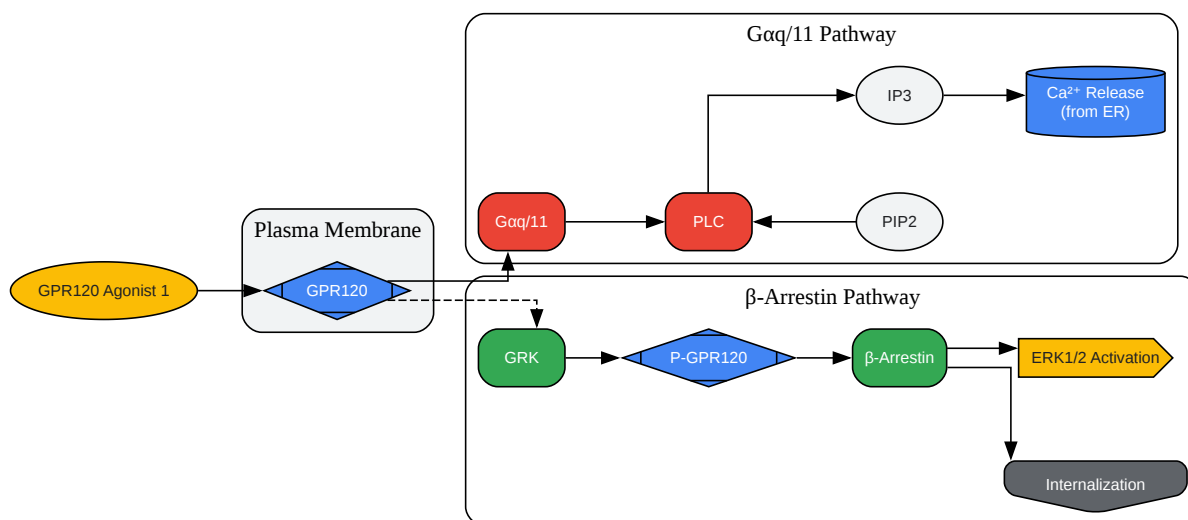 Gαq/11 Pathway
IP3
Ca²⁺ Release
(from ER)
Gαq/11
PLC
PIP2
Plasma Membrane
GPR120 Agonist 1
GPR120
β-Arrestin Pathway
GRK
P-GPR120
β-Arrestin
ERK1/2 Activation
Internalization